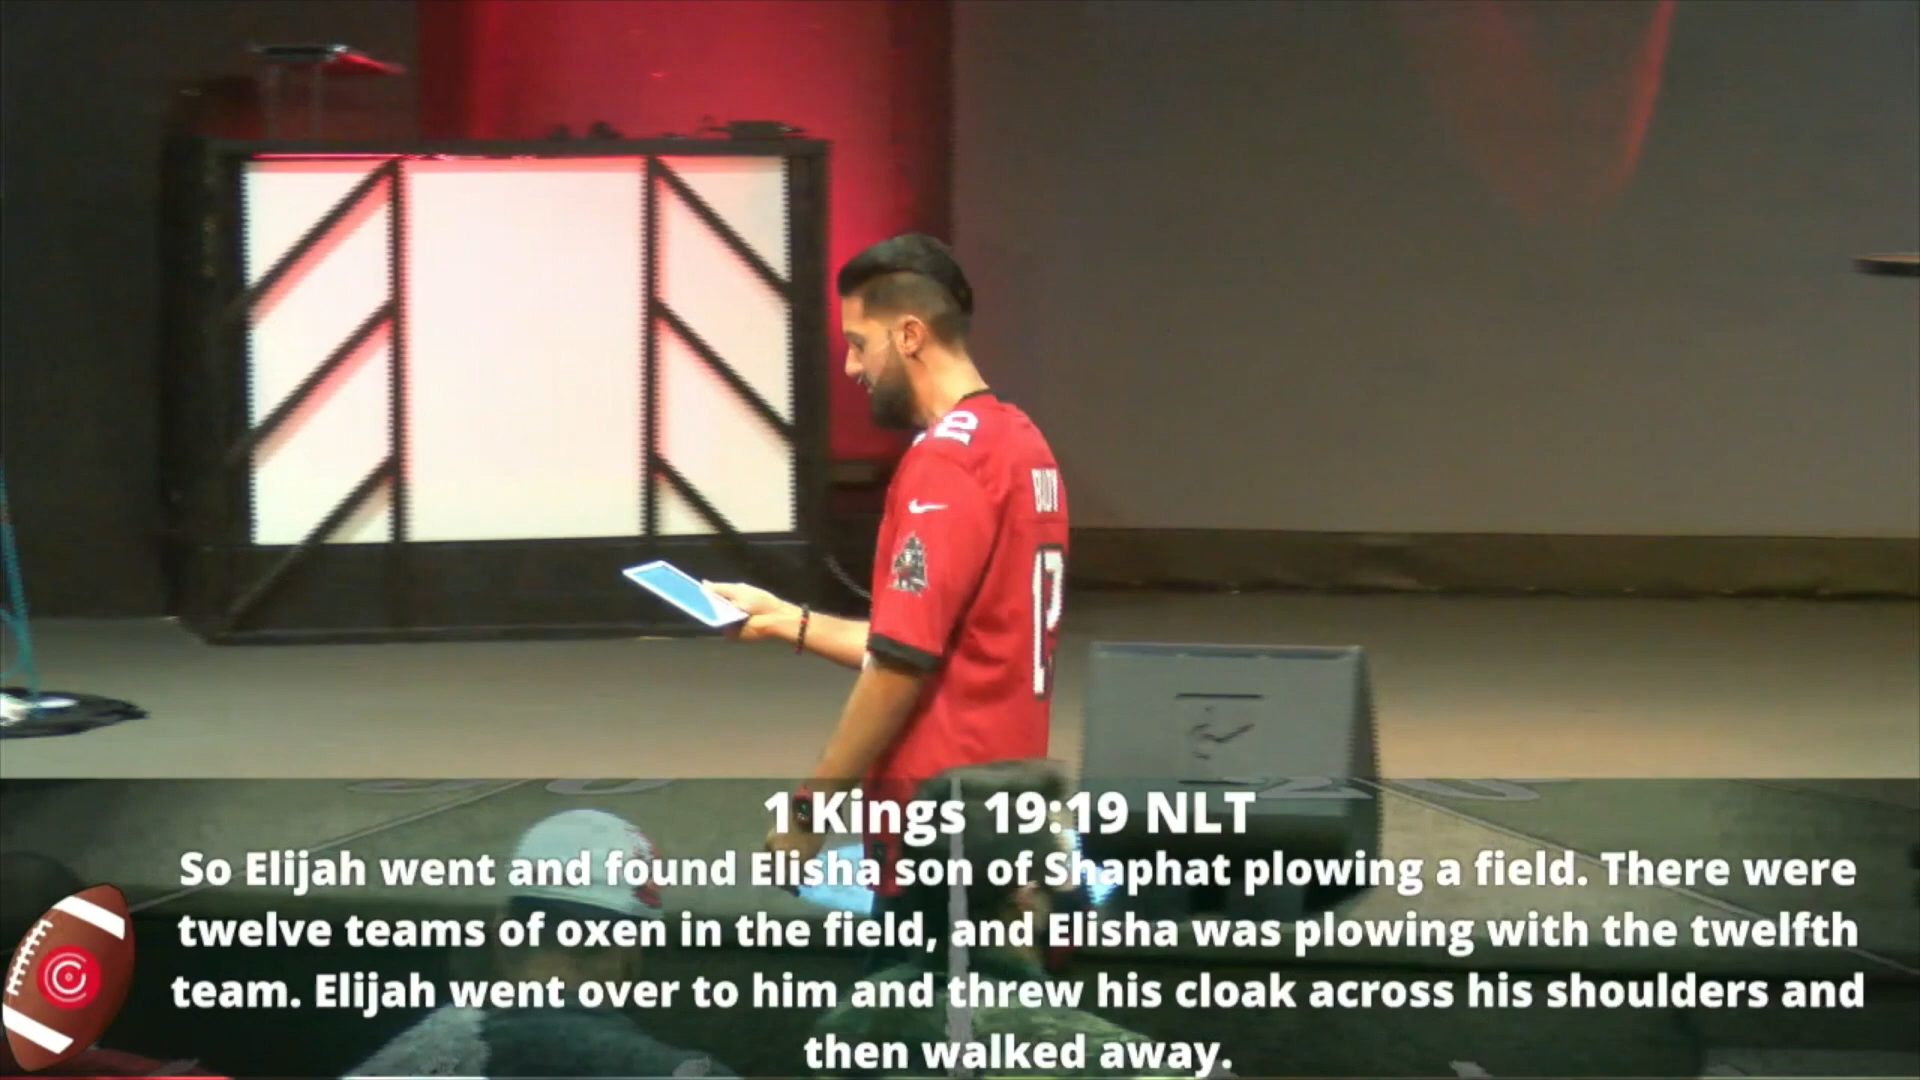 2
12
1 Kings 19:19 NLT
So Elijah went and found Elisha son of Shaphat plowing a field. There were
twelve teams of oxen in the field, and Elisha was plowing with the twelfth
team. Elijah went over to him and threw his cloak across his shoulders and
then walked away.